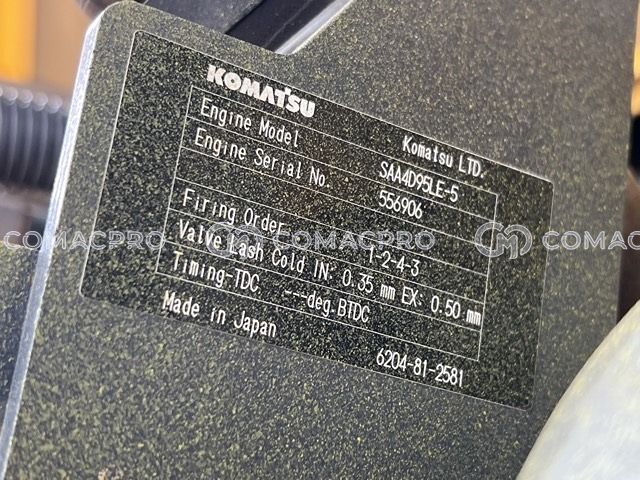 KOMATSU
Komatsu LTD.
Engine Model SAA4D95LE-5
Engine Serial No. 556906
Firing Order 1-2-4-3
Valve Lash Cold IN: 0.35 mm EX: 0.50 mm
Timing-TDC ---deg.BTDC
Made in Japan 6204-81-2581
COMACPRO COMACPRO COMACPRO